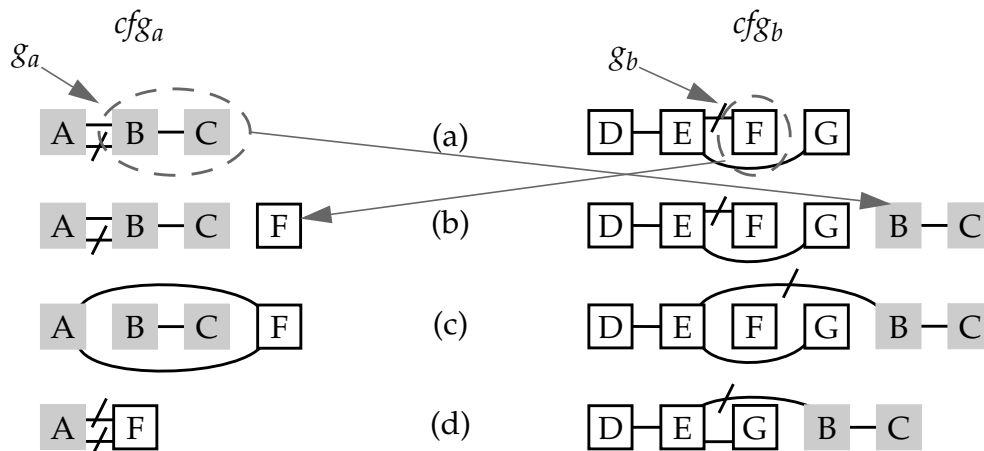 cfg_a cfg_b
g_a g_b
A B C (a) D E F G
A B C F (b) D E F G B C
A B C F (c) D E F G B C
A F (d) D E G B C